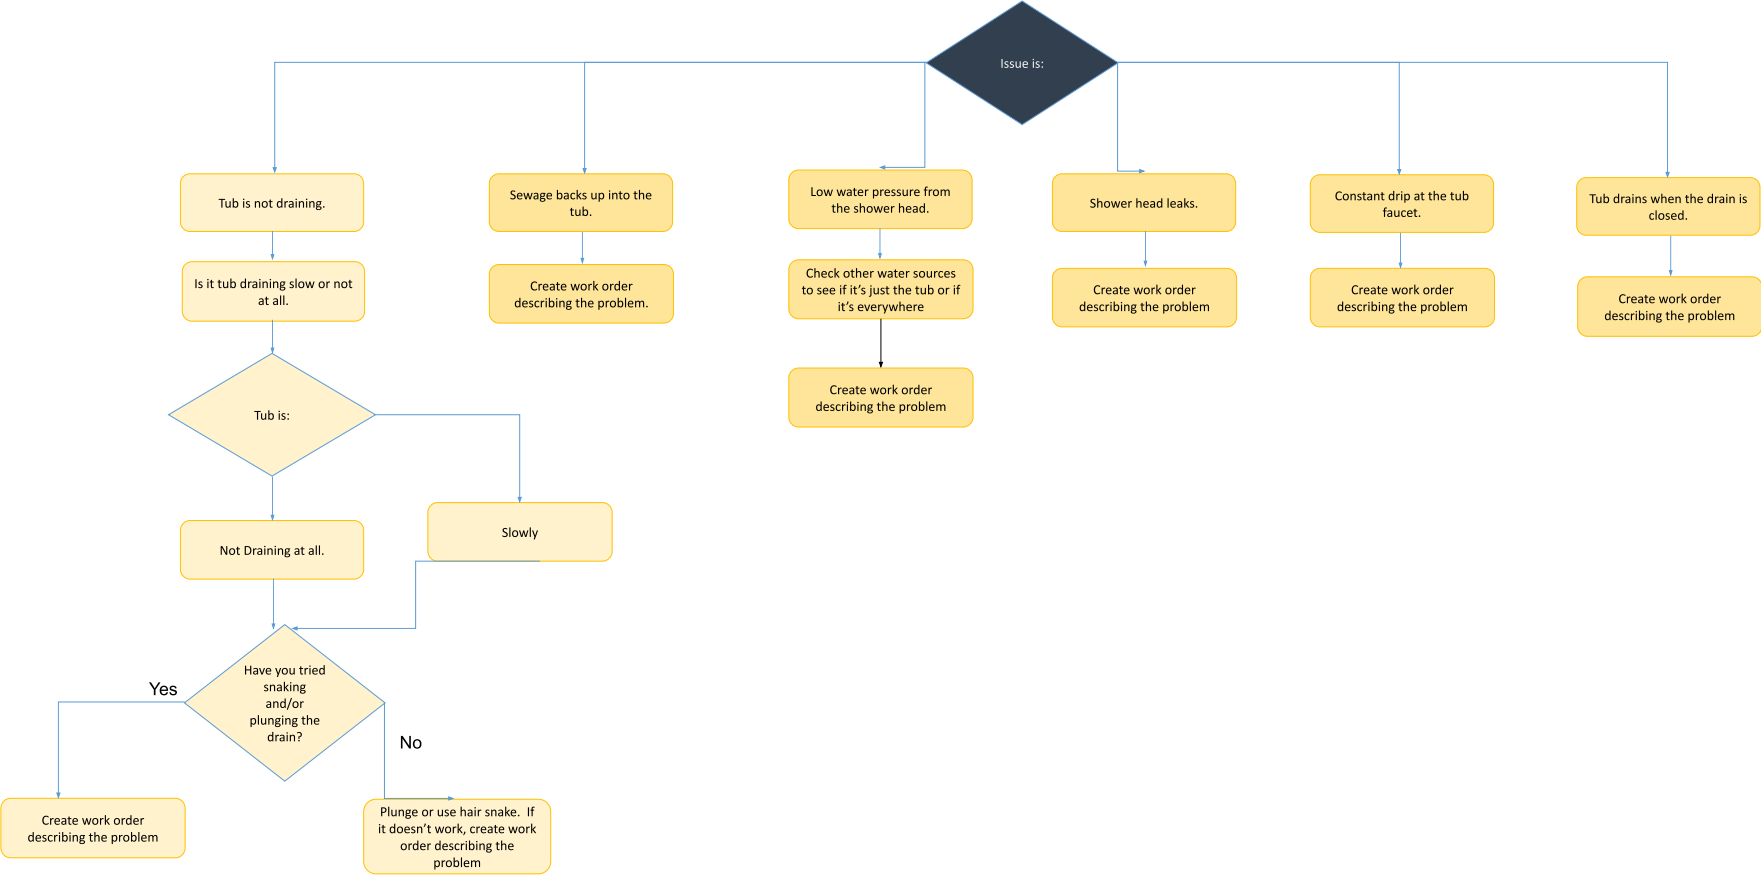 Issue is:
Tub is not draining.
Sewage backs up into the
tub.
Low water pressure from
the shower head.
Shower head leaks.
Constant drip at the tub
faucet.
Tub drains when the drain is
closed.
Is it tub draining slow or not
at all.
Create work order
describing the problem.
Check other water sources
to see if it’s just the tub or if
it’s everywhere
Create work order
describing the problem
Create work order
describing the problem
Create work order
describing the problem
Create work order
describing the problem
Tub is:
Slowly
Not Draining at all.
Have you tried
snaking
and/or
plunging the
drain?
Yes
No
Create work order
describing the problem
Plunge or use hair snake.  If
it doesn’t work, create work
order describing the
problem